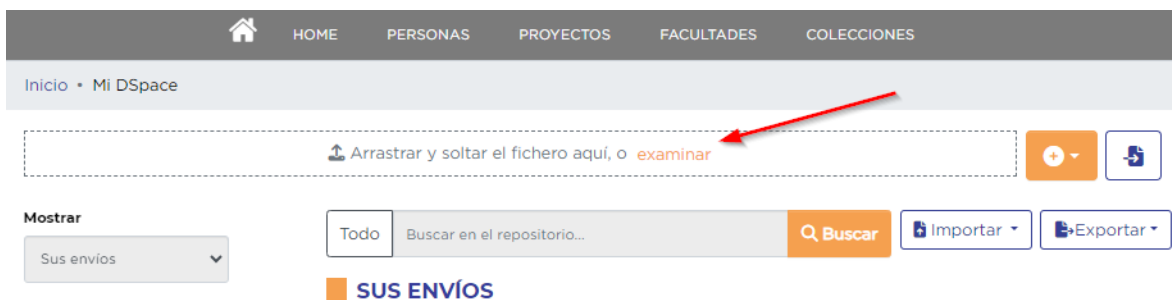 HOME PERSONAS PROYECTOS FACULTADES COLECCIONES
Inicio • Mi DSpace
Arrastrar y soltar el fichero aquí, o examinar
Mostrar
Todo Buscar en el repositorio... Buscar Importar Exportar
Sus envíos
SUS ENVÍOS